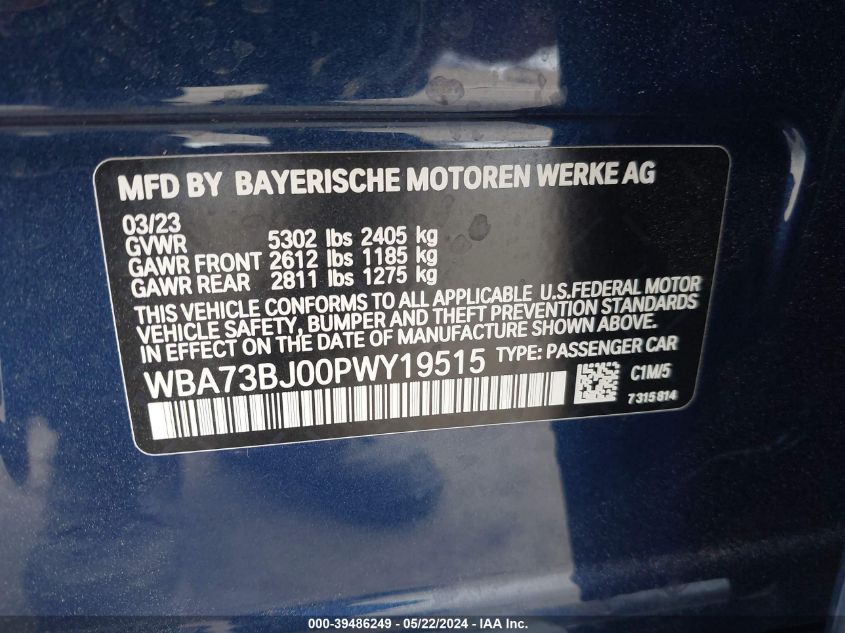 MFD BY BAYERISCHE MOTOREN WERKE AG
03/23
GVWR 5302 lbs 2405 kg
GAWR FRONT 2612 lbs 1185 kg
GAWR REAR 2811 lbs 1275 kg
THIS VEHICLE CONFORMS TO ALL APPLICABLE U.S.FEDERAL MOTOR
VEHICLE SAFETY, BUMPER AND THEFT PREVENTION STANDARDS
IN EFFECT ON THE DATE OF MANUFACTURE SHOWN ABOVE.
WBA73BJ00PWY19515 TYPE: PASSENGER CAR
C1M/5
7315814
000-39486249 - 05/22/2024 - IAAI.com